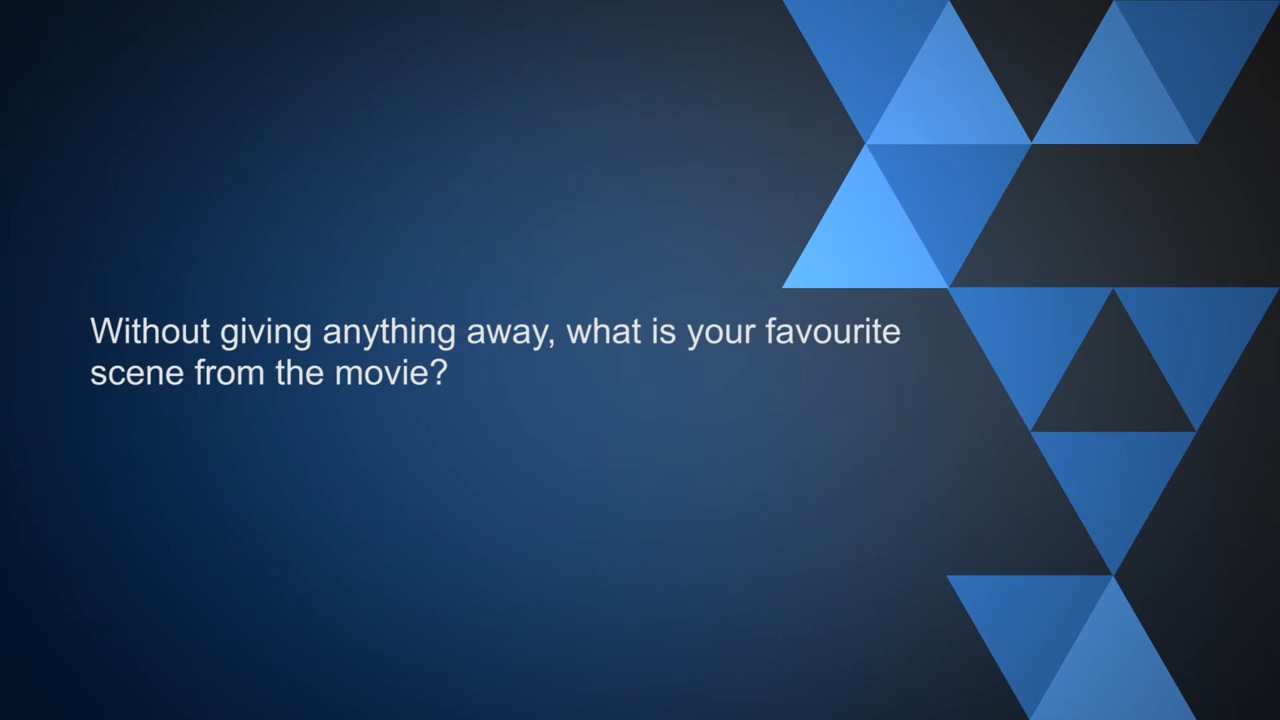 Without giving anything away, what is your favourite
scene from the movie?